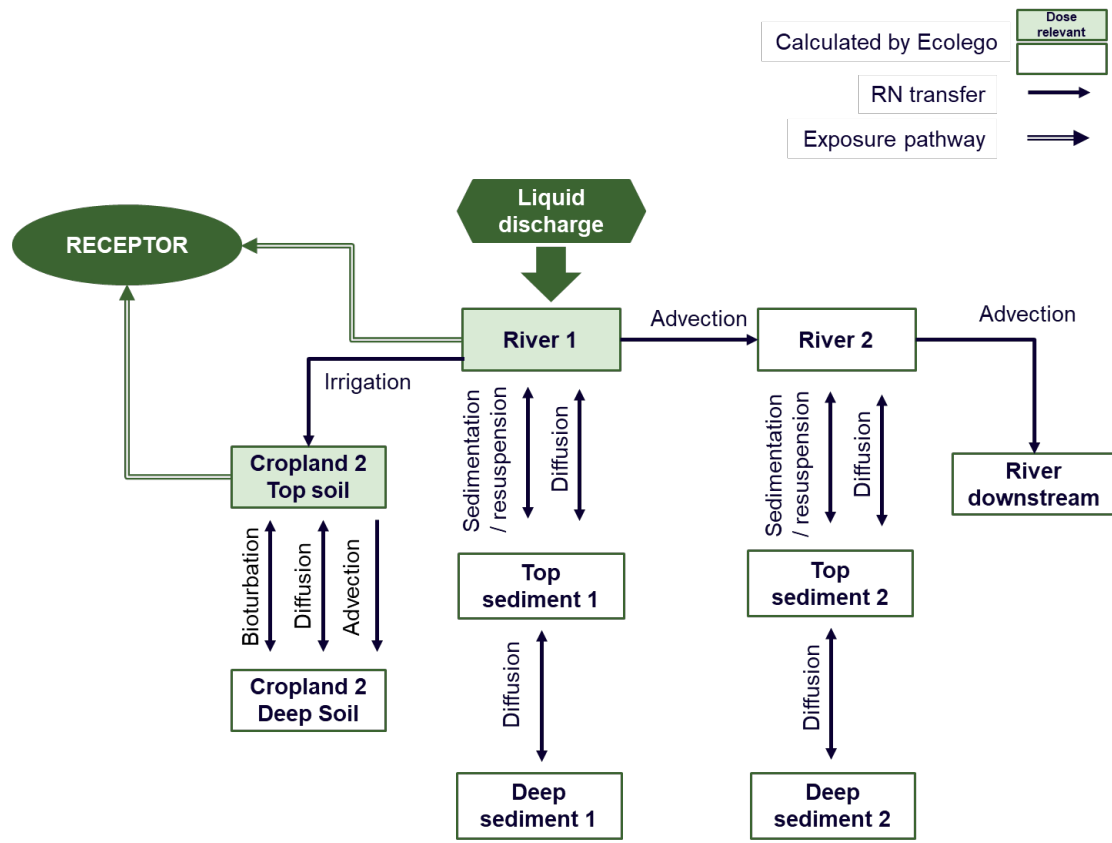 Dose
relevant
Calculated by Ecolego
RN transfer
Exposure pathway
Liquid
discharge
RECEPTOR
River 1
Advection
River 2
Advection
Irrigation
Sedimentation
/ resuspension
Diffusion
Sedimentation
/ resuspension
Diffusion
Cropland 2
Top soil
River
downstream
Bioturbation
Diffusion
Advection
Top
sediment 1
Top
sediment 2
Cropland 2
Deep Soil
Diffusion
Diffusion
Deep
sediment 1
Deep
sediment 2